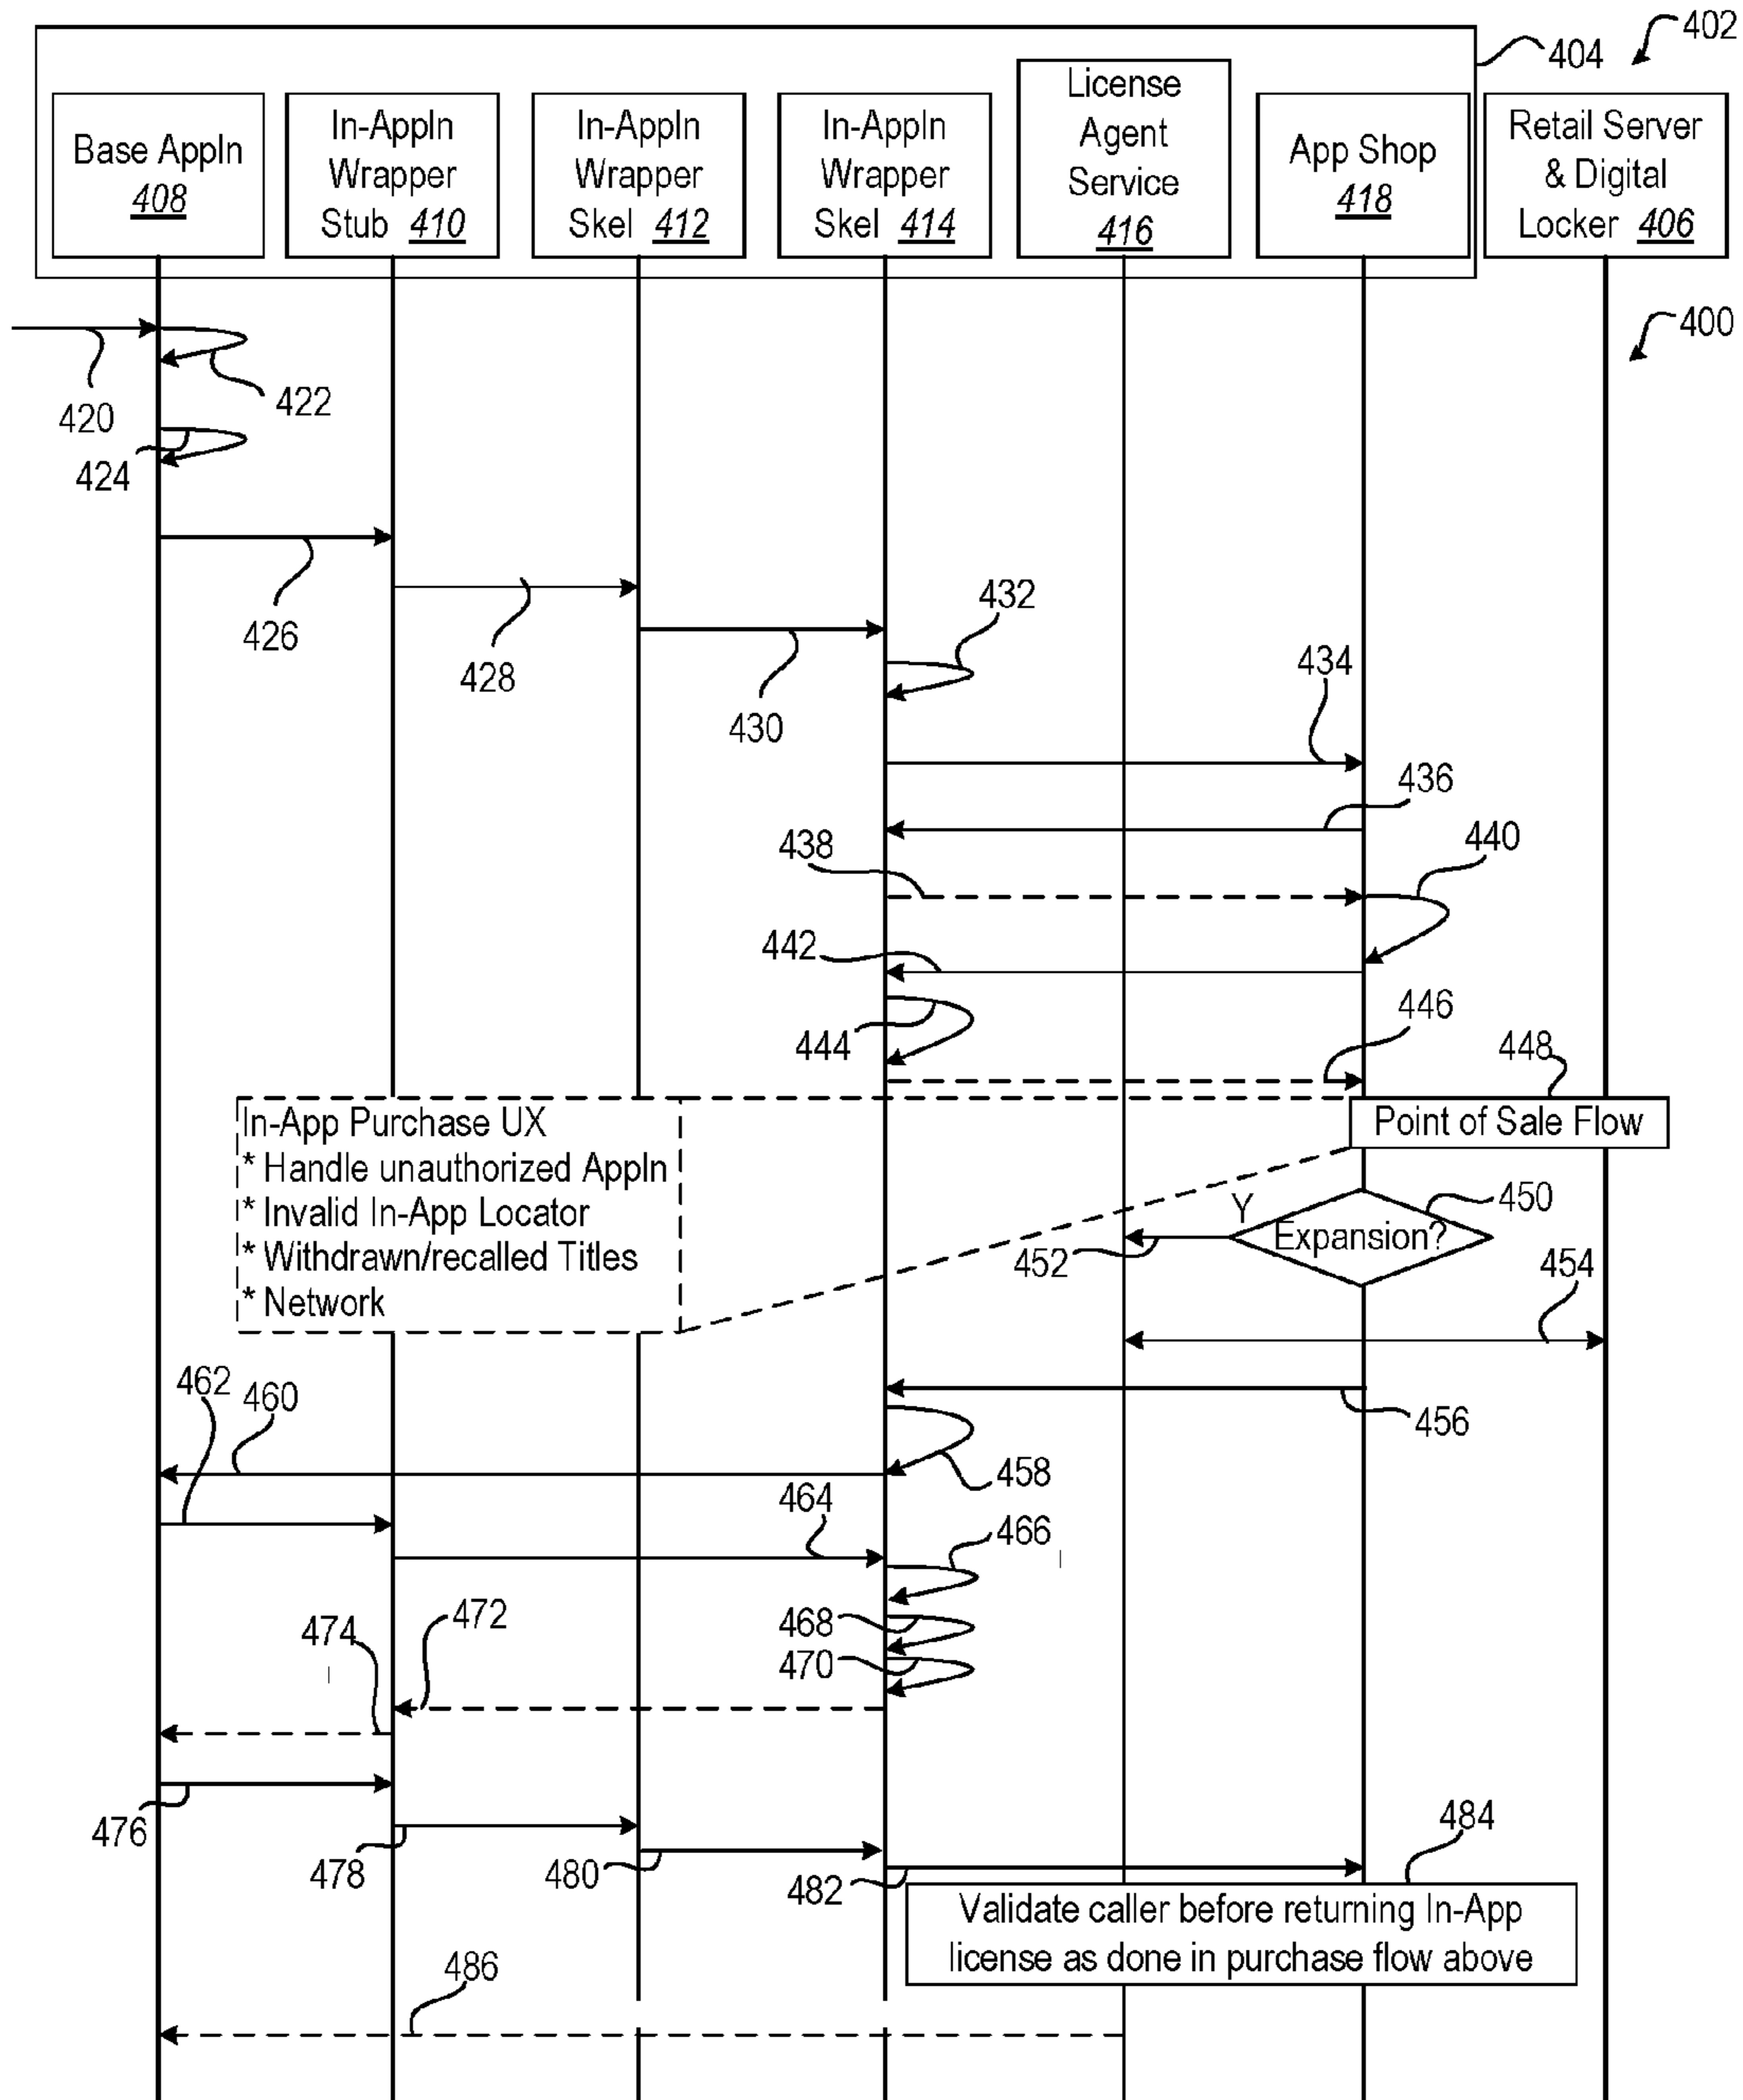 402
404
Base Appln
408
In-Appln
Wrapper
Stub 410
In-Appln
Wrapper
Skel 412
In-Appln
Wrapper
Skel 414
License
Agent
Service
416
App Shop
418
Retail Server
& Digital
Locker 406
400
420
422
424
426
428
430
432
434
436
438
440
442
444
446
448
Point of Sale Flow
In-App Purchase UX
* Handle unauthorized Appln
* Invalid In-App Locator
* Withdrawn/recalled Titles
* Network
Y
Expansion?
450
452
454
456
458
462
460
464
466
468
470
472
474
476
478
480
482
484
Validate caller before returning In-App
license as done in purchase flow above
486